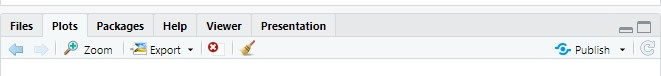 Files Plots Packages Help Viewer Presentation
Zoom Export Publish